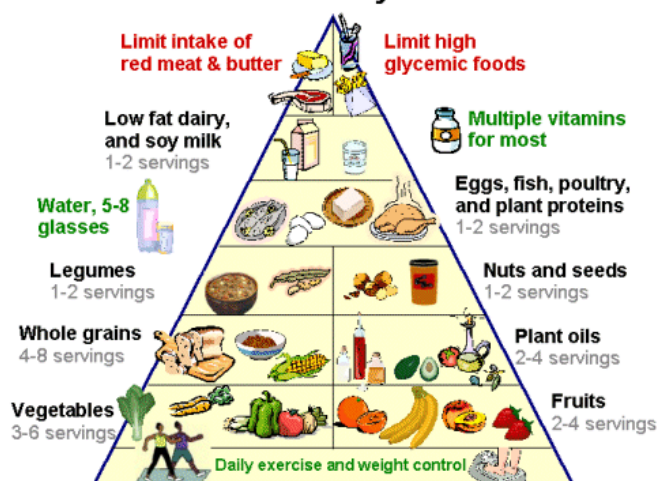 Limit intake of
red meat & butter
Limit high
glycemic foods
Low fat dairy,
and soy milk
1-2 servings
Multiple vitamins
for most
Water, 5-8
glasses
Eggs, fish, poultry,
and plant proteins
1-2 servings
Legumes
1-2 servings
Nuts and seeds
1-2 servings
Whole grains
4-8 servings
Plant oils
2-4 servings
Vegetables
3-6 servings
Fruits
2-4 servings
Daily exercise and weight control